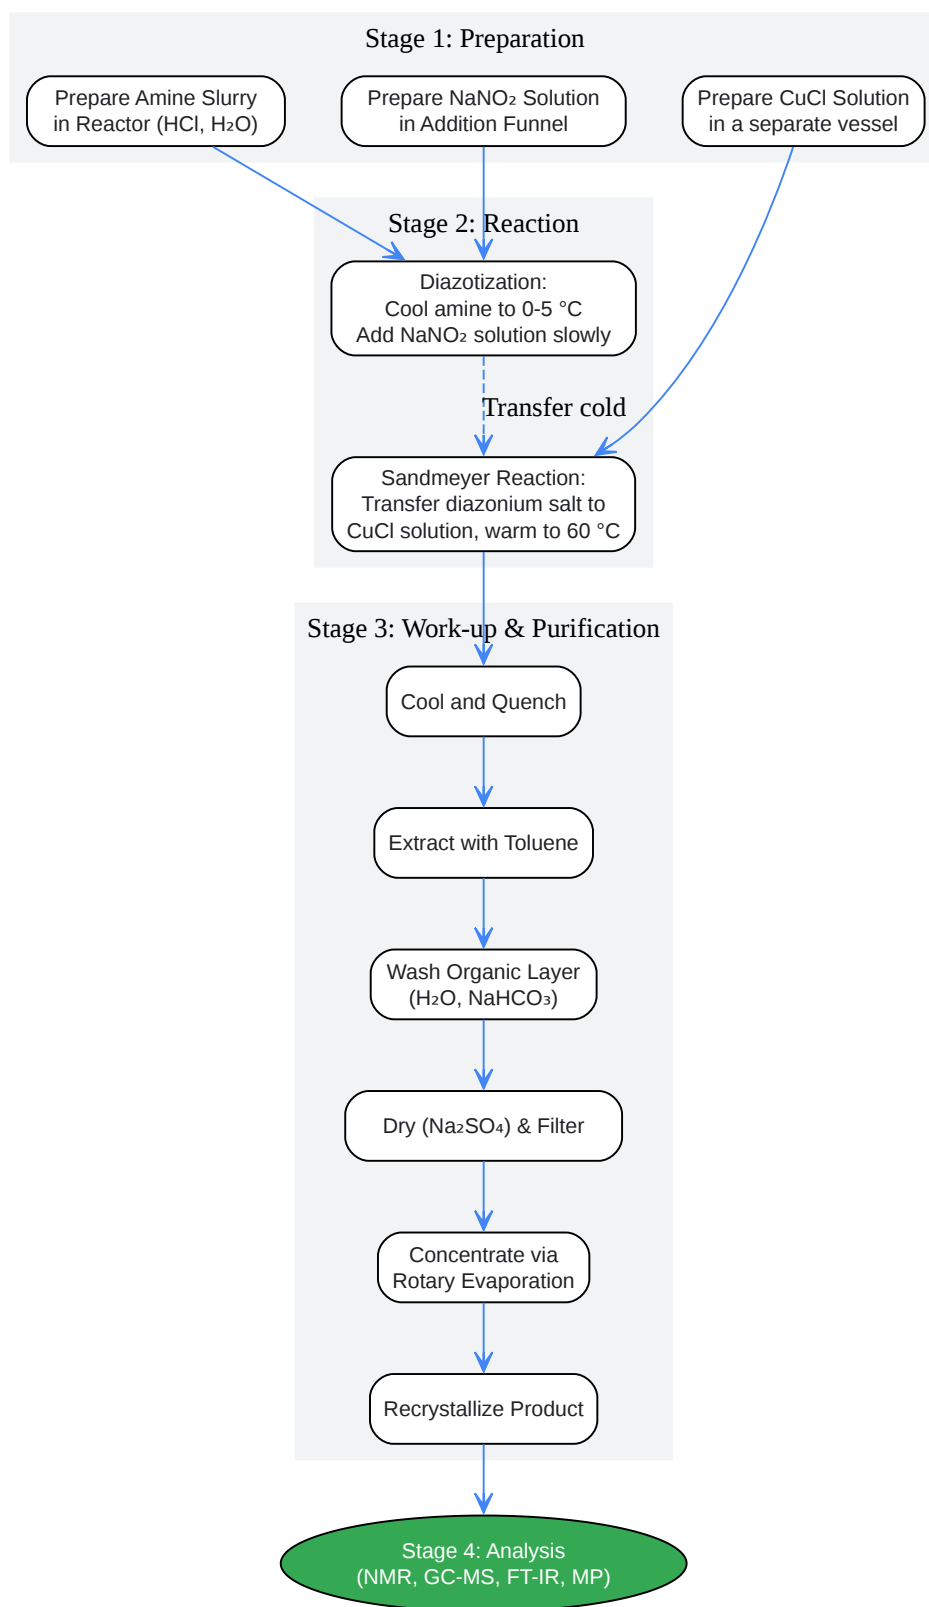 Stage 1: Preparation
Prepare Amine Slurry
in Reactor (HCl, H₂O)
Prepare NaNO₂ Solution
in Addition Funnel
Prepare CuCl Solution
in a separate vessel
Stage 2: Reaction
Diazotization:
Cool amine to 0-5 °C
Add NaNO₂ solution slowly
Transfer cold
Sandmeyer Reaction:
Transfer diazonium salt to
CuCl solution, warm to 60 °C
Stage 3: Work-up & Purification
Cool and Quench
Extract with Toluene
Wash Organic Layer
(H₂O, NaHCO₃)
Dry (Na₂SO₄) & Filter
Concentrate via
Rotary Evaporation
Recrystallize Product
Stage 4: Analysis
(NMR, GC-MS, FT-IR, MP)